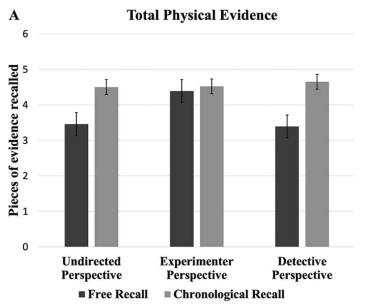 A Total Physical Evidence
Pieces of evidence recalled
6
5
4
3
2
1
0
Undirected Experimenter Detective
Perspective Perspective Perspective
Free Recall Chronological Recall